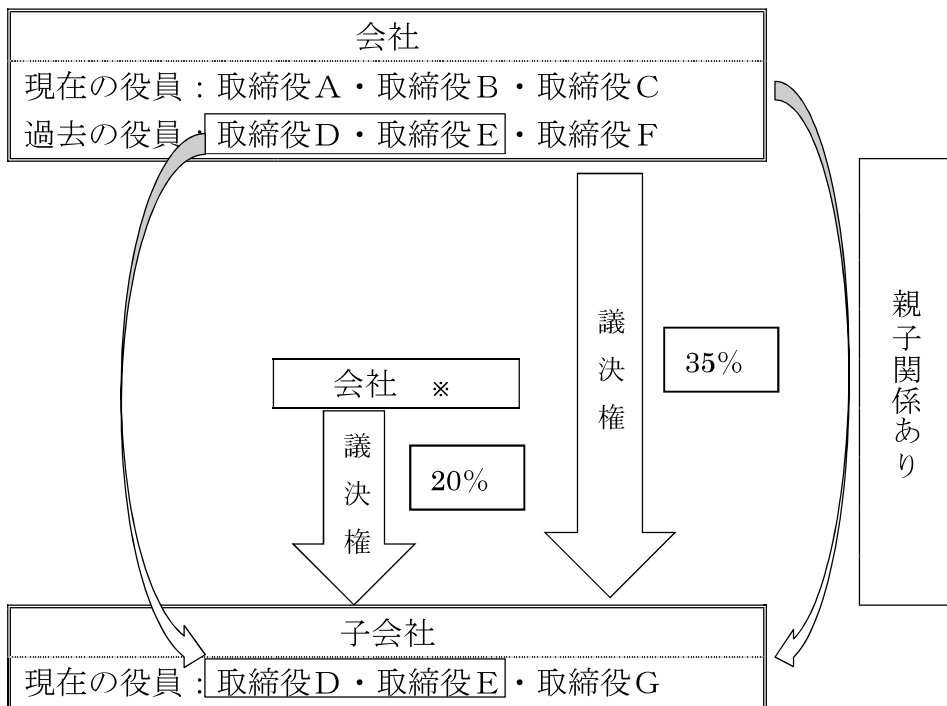 会社
現在の役員：取締役A・取締役B・取締役C
過去の役員：取締役D・取締役E・取締役F
親子関係あり
議決権
35%
会社 ※
議決権
20%
子会社
現在の役員：取締役D・取締役E・取締役G